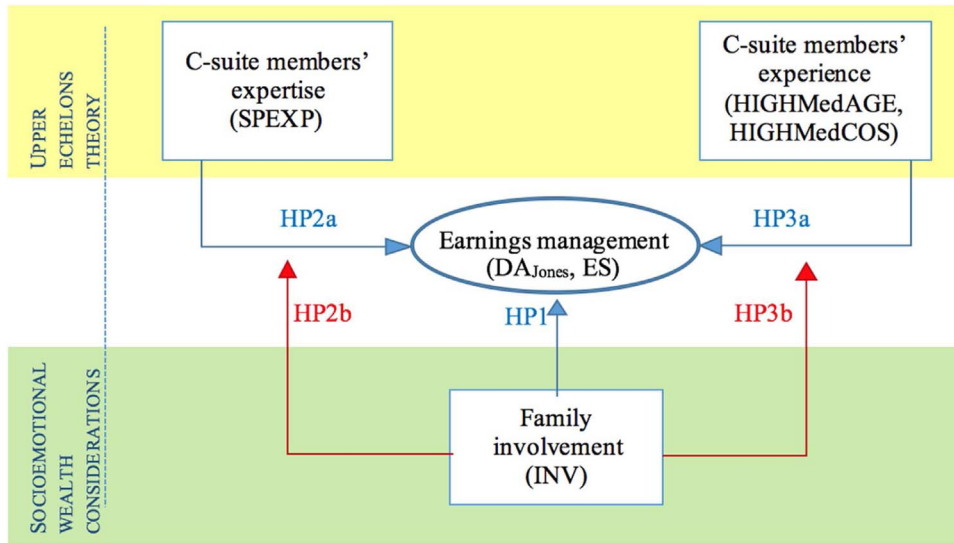 UPPER
ECHELONS
THEORY
C-suite members’
expertise
(SPEXP)
C-suite members’
experience
(HIGHMedAGE,
HIGHMedCOS)
HP2a
HP3a
Earnings management
(DAJones, ES)
HP2b
HP1
HP3b
SOCIOEMOTIONAL
WEALTH
CONSIDERATIONS
Family
involvement
(INV)